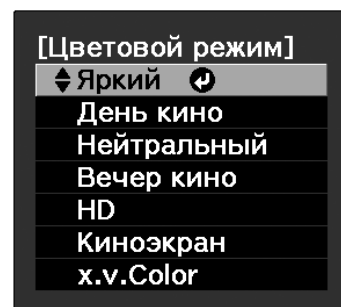 [Цветовой режим]
Яркий
День кино
Нейтральный
Вечер кино
HD
Киноэкран
x.v.Color